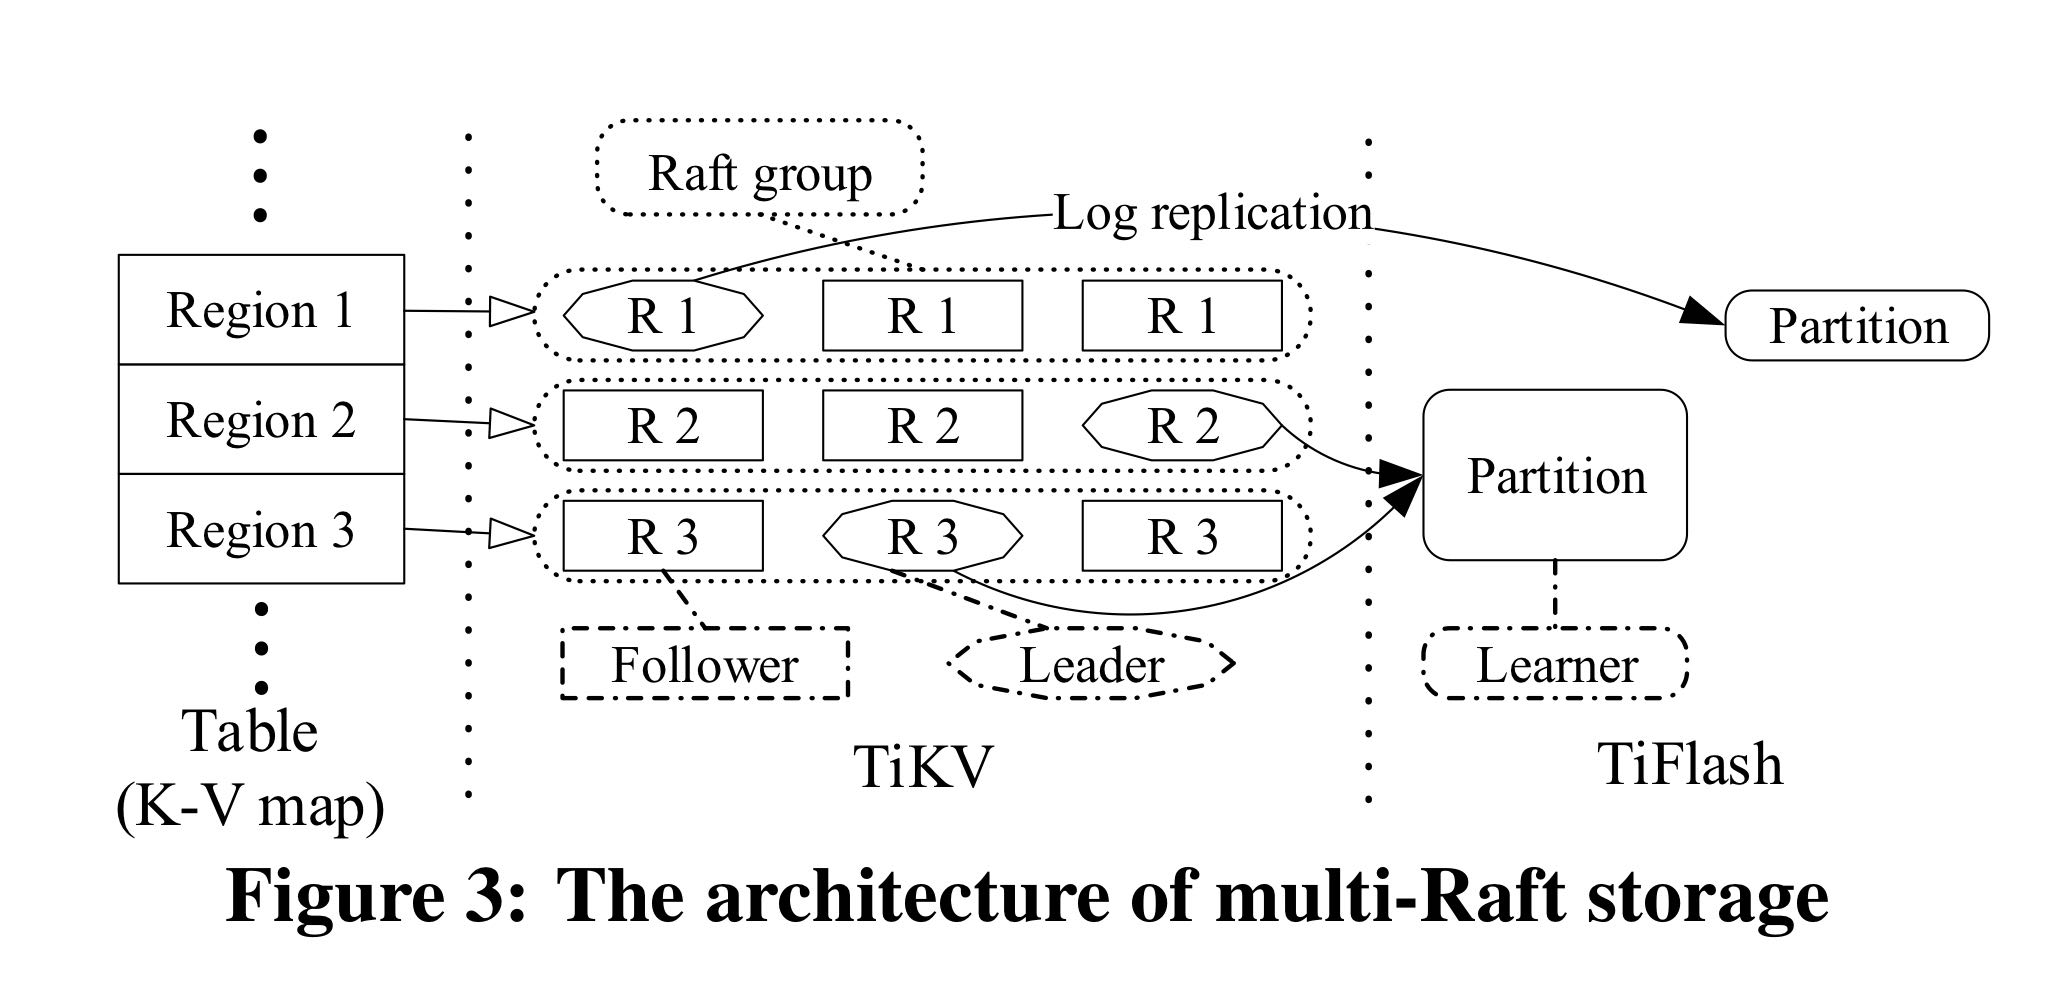 Raft group
Log replication
Region 1
R 1
R 1
R 1
Partition
Region 2
R 2
R 2
R 2
Partition
Region 3
R 3
R 3
R 3
Follower
Leader
Learner
Table
(K-V map)
TiKV
TiFlash
Figure 3: The architecture of multi-Raft storage